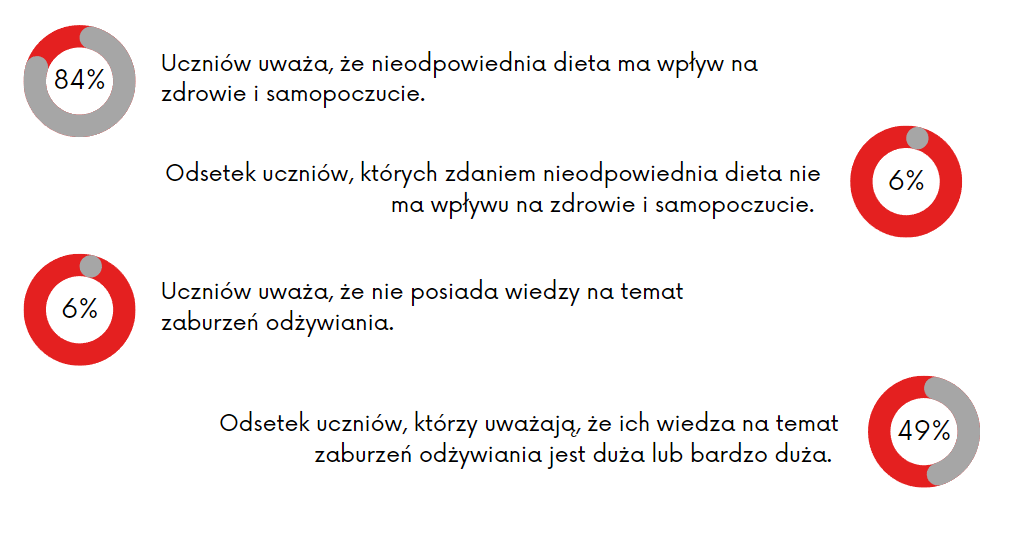 84%
Uczniów uważa, że nieodpowiednia dieta ma wpływ na
zdrowie i samopoczucie.
Odsetek uczniów, których zdaniem nieodpowiednia dieta nie
ma wpływu na zdrowie i samopoczucie.
6%
6%
Uczniów uważa, że nie posiada wiedzy na temat
zaburzeń odżywiania.
Odsetek uczniów, którzy uważają, że ich wiedza na temat
zaburzeń odżywiania jest duża lub bardzo duża.
49%